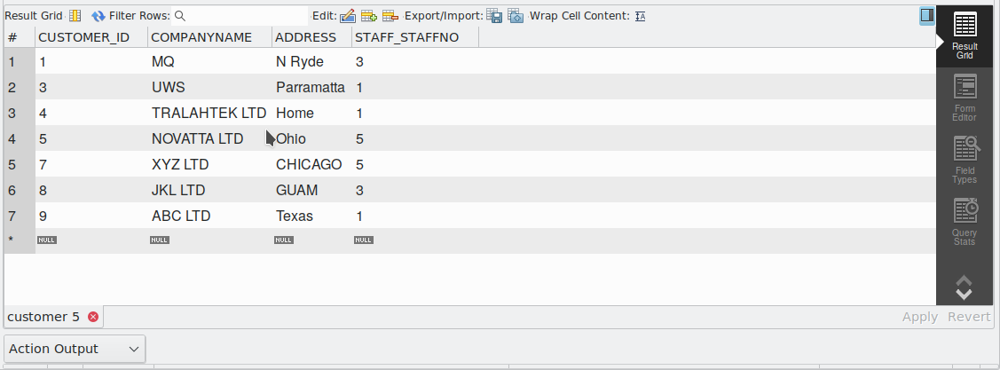 Result Grid Filter Rows: Edit: Export/Import: Wrap Cell Content: IA
# CUSTOMER_ID COMPANYNAME ADDRESS STAFF_STAFFNO
1 1 MQ N Ryde 3
2 3 UWS Parramatta 1
3 4 TRALAHTEK LTD Home 1
4 5 NOVATTA LTD Ohio 5
5 7 XYZ LTD CHICAGO 5
6 8 JKL LTD GUAM 3
7 9 ABC LTD Texas 1
* NULL NULL NULL NULL
Result
Grid
Form
Editor
Field
Types
Query
Stats
customer 5 Apply Revert
Action Output